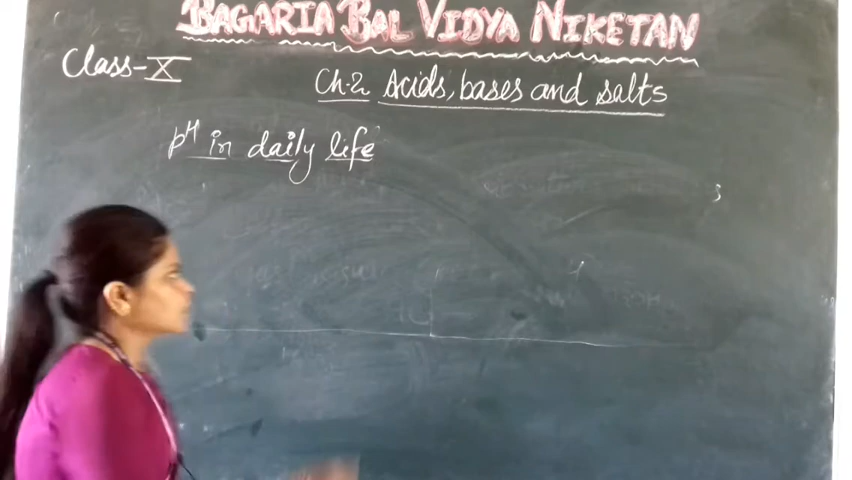 BAGARIA BAL VIDYA NIKETAN
Class-X
Ch-2 Acids, bases and salts
pH in daily life